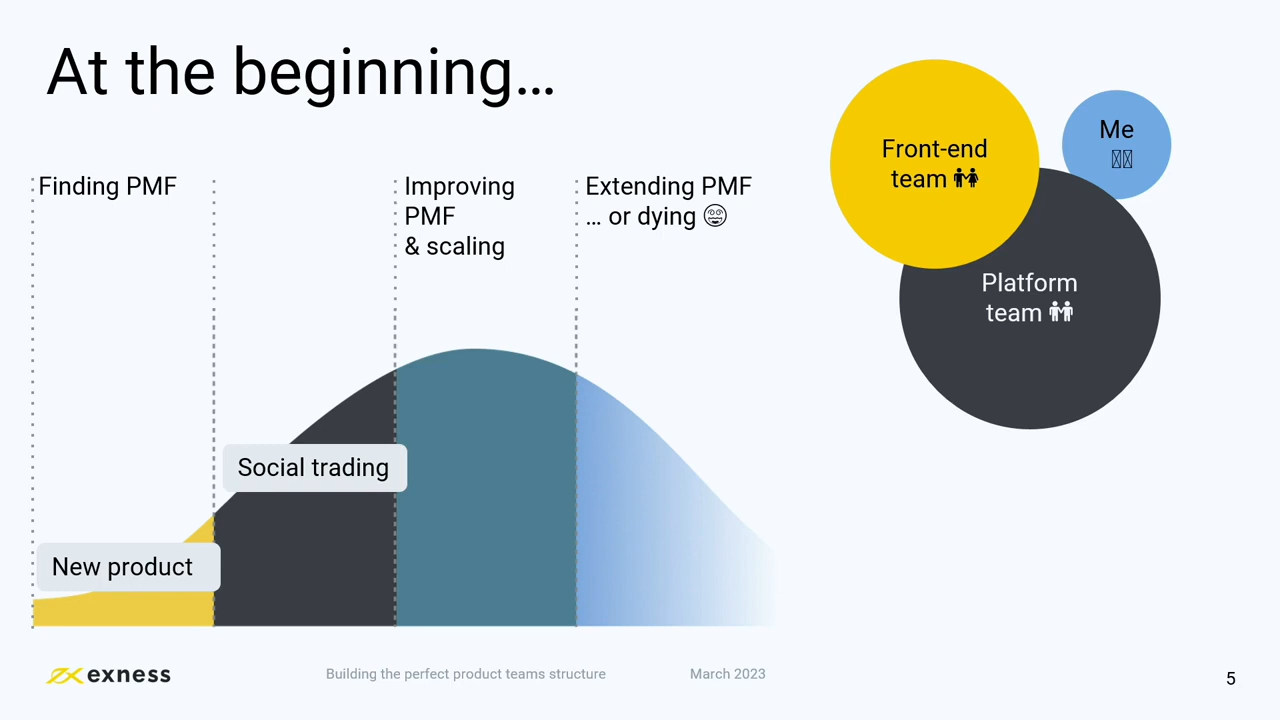 At the beginning…
Finding PMF
Improving
PMF
& scaling
Extending PMF
… or dying 😵
Front-end
team 👫
Me
Platform
team 👬
Social trading
New product
exness
Building the perfect product teams structure
March 2023
5